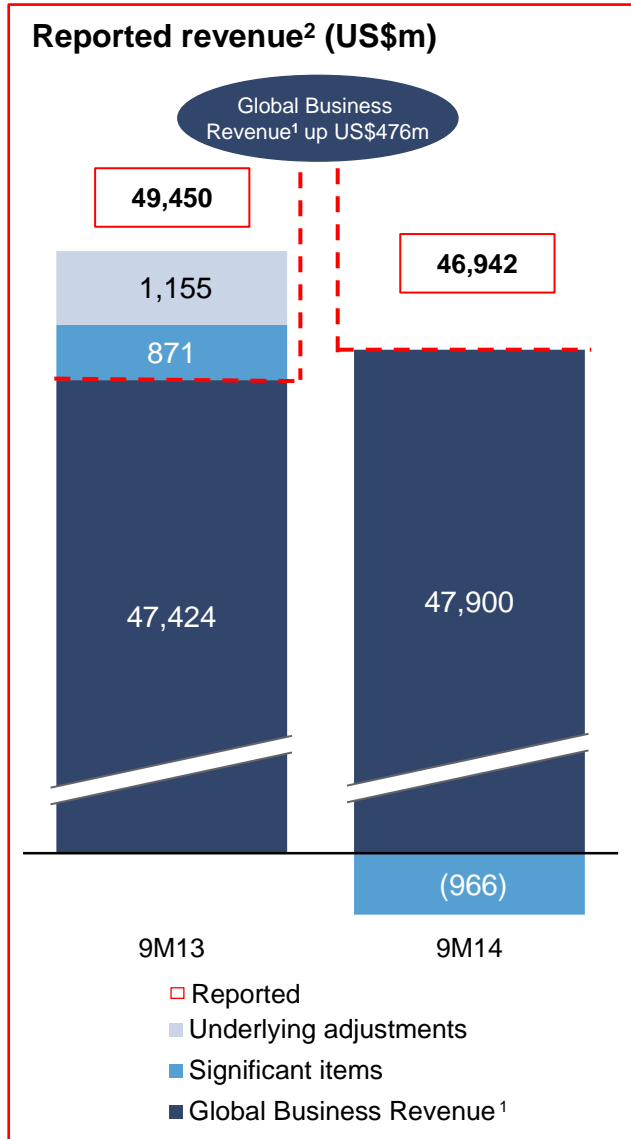 Reported revenue² (US$m)
Global Business
Revenue¹ up US$476m
49,450
46,942
1,155
871
47,424
47,900
(966)
9M13
9M14
Reported
Underlying adjustments
Significant items
Global Business Revenue¹